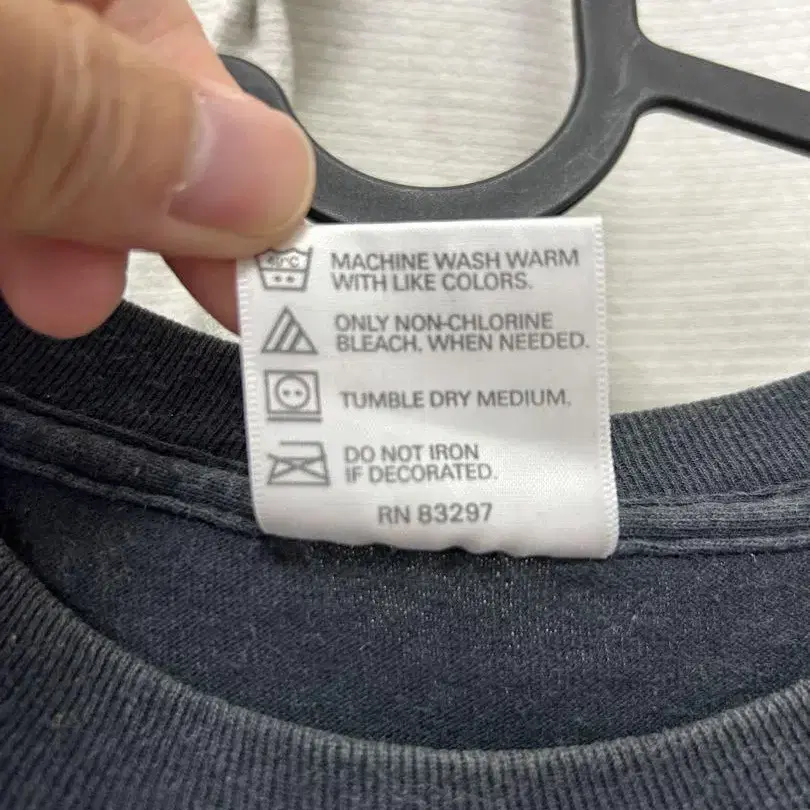 40°C
MACHINE WASH WARM
WITH LIKE COLORS.
ONLY NON-CHLORINE
BLEACH, WHEN NEEDED.
TUMBLE DRY MEDIUM.
DO NOT IRON
IF DECORATED.
RN 83297